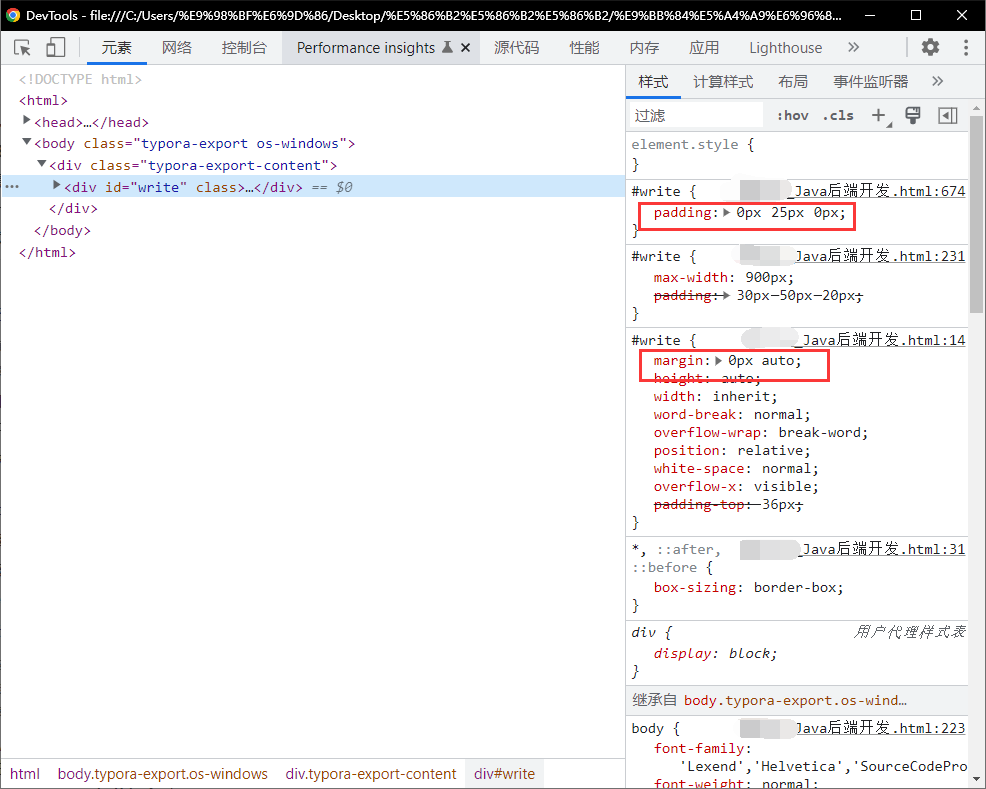 DevTools - file:///C:/Users/%E9%98%BF%E6%9D%86/Desktop/%E5%86%B2%E5%86%B2%E5%86%B2/%E9%BB%84%E5%A4%A9%E6%96%8...
元素 网络 控制台 Performance insights 源代码 性能 内存 应用 Lighthouse »
<!DOCTYPE html>
<html>
<head>…</head>
<body class="typora-export os-windows">
<div class="typora-export-content">
<div id="write" class>…</div> == $0
</div>
</body>
</html>
html body.typora-export.os-windows div.typora-export-content div#write
样式 计算样式 布局 事件监听器 »
过滤 :hov .cls +
element.style {
}
#write { _Java后端开发.html:674
padding: 0px 25px 0px;
}
#write { Java后端开发.html:231
max-width: 900px;
padding: 30px 50px 20px;
}
#write { _Java后端开发.html:14
margin: 0px auto;
height: auto;
width: inherit;
word-break: normal;
overflow-wrap: break-word;
position: relative;
white-space: normal;
overflow-x: visible;
padding-top: 36px;
}
*, ::after, _Java后端开发.html:31
::before {
box-sizing: border-box;
}
div { 用户代理样式表
display: block;
}
继承自 body.typora-export.os-wind…
body { Java后端开发.html:223
font-family:
'Lexend','Helvetica','SourceCodePro
font-weight: normal;